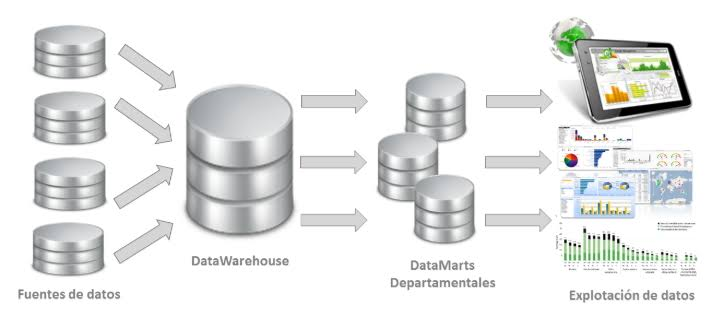 DataWarehouse
Fuentes de datos
DataMarts
Departamentales
Explotación de datos